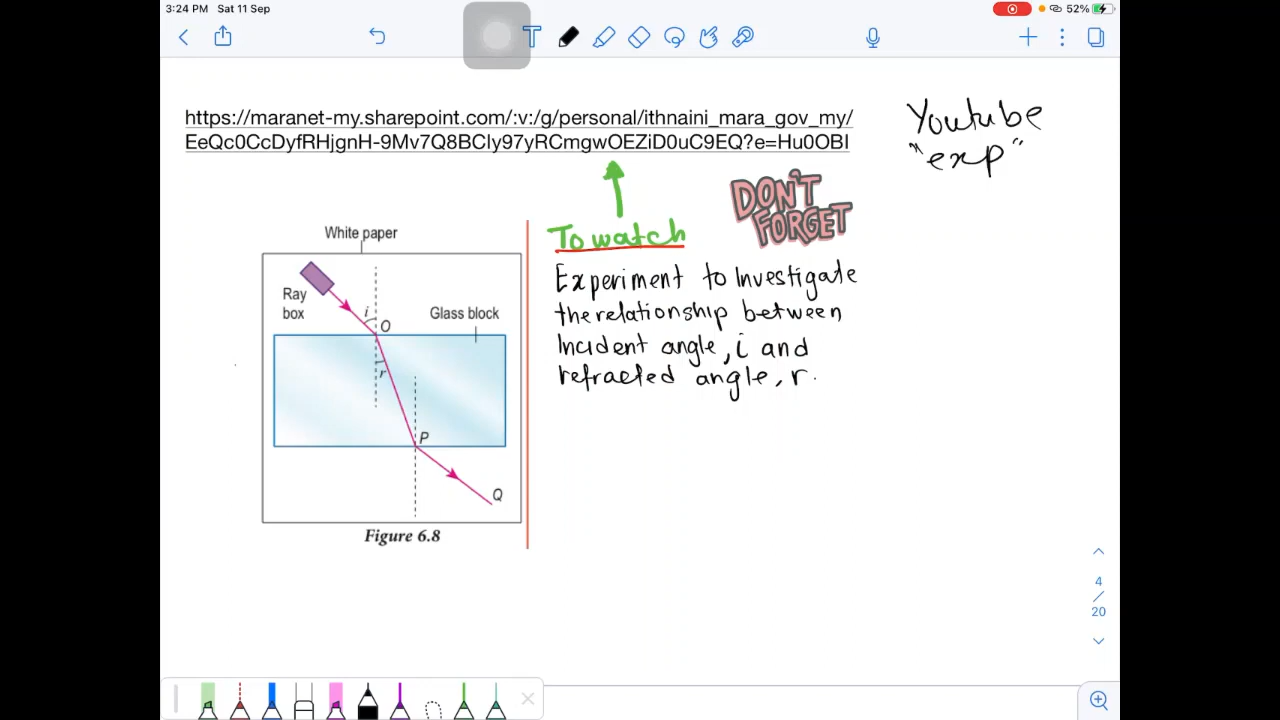 3:24 PM Sat 11 Sep
52%
T
https://maranet-my.sharepoint.com/:v:/g/personal/ithnaini_mara_gov_my/
EeQc0CcDyfRHjgnH-9Mv7Q8BCly97yRCmgwOEZiD0uC9EQ?e=Hu0OBI
Youtube
"exp"
DON'T
FORGET
To watch
Experiment to Investigate
the relationship between
Incident angle, i and
refracted angle, r.
White paper
Ray
box
i
O
Glass block
r
P
Q
Figure 6.8
4
/
20